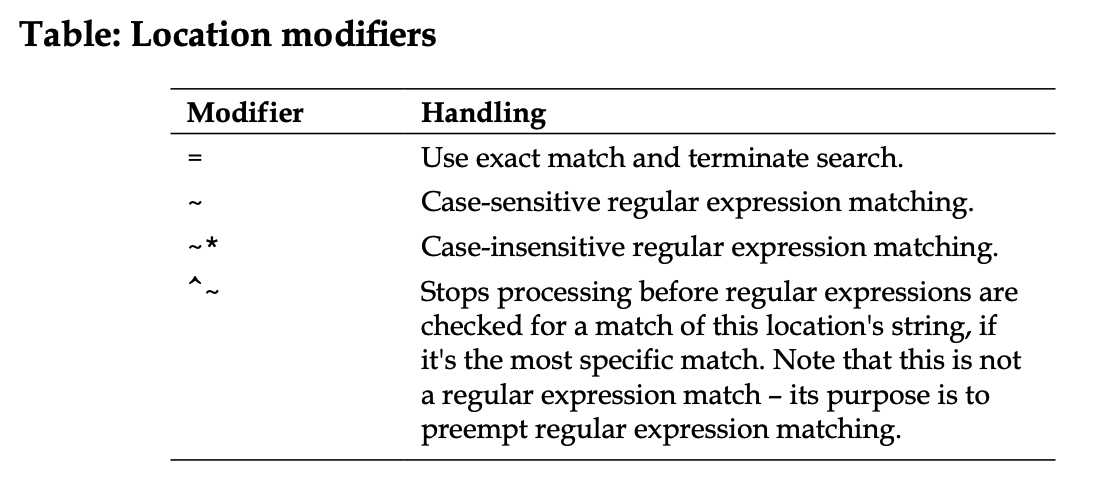 Table: Location modifiers
Modifier Handling
= Use exact match and terminate search.
~ Case-sensitive regular expression matching.
~* Case-insensitive regular expression matching.
^~ Stops processing before regular expressions are
checked for a match of this location's string, if
it's the most specific match. Note that this is not
a regular expression match – its purpose is to
preempt regular expression matching.